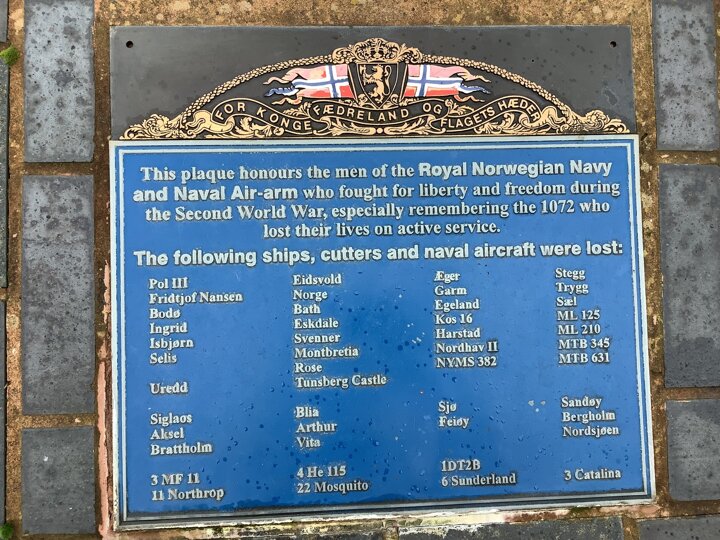 FOR KONGE FÆDRELAND OG FLAGETS HÆDER
This plaque honours the men of the Royal Norwegian Navy
and Naval Air-arm who fought for liberty and freedom during
the Second World War, especially remembering the 1072 who
lost their lives on active service.
The following ships, cutters and naval aircraft were lost:
Pol III
Fridtjof Nansen
Bodø
Ingrid
Isbjørn
Selis
Uredd
Siglaos
Aksel
Brattholm
3 MF 11
11 Northrop
Eidsvold
Norge
Bath
Eskdale
Svenner
Montbretia
Rose
Tunsberg Castle
Blia
Arthur
Vita
4 He 115
22 Mosquito
Æger
Garm
Egeland
Kos 16
Harstad
Nordhav II
NYMS 382
Sjø
Feiøy
1DT2B
6 Sunderland
Stegg
Trygg
Sæl
ML 125
ML 210
MTB 345
MTB 631
Sandøy
Bergholm
Nordsjøen
3 Catalina